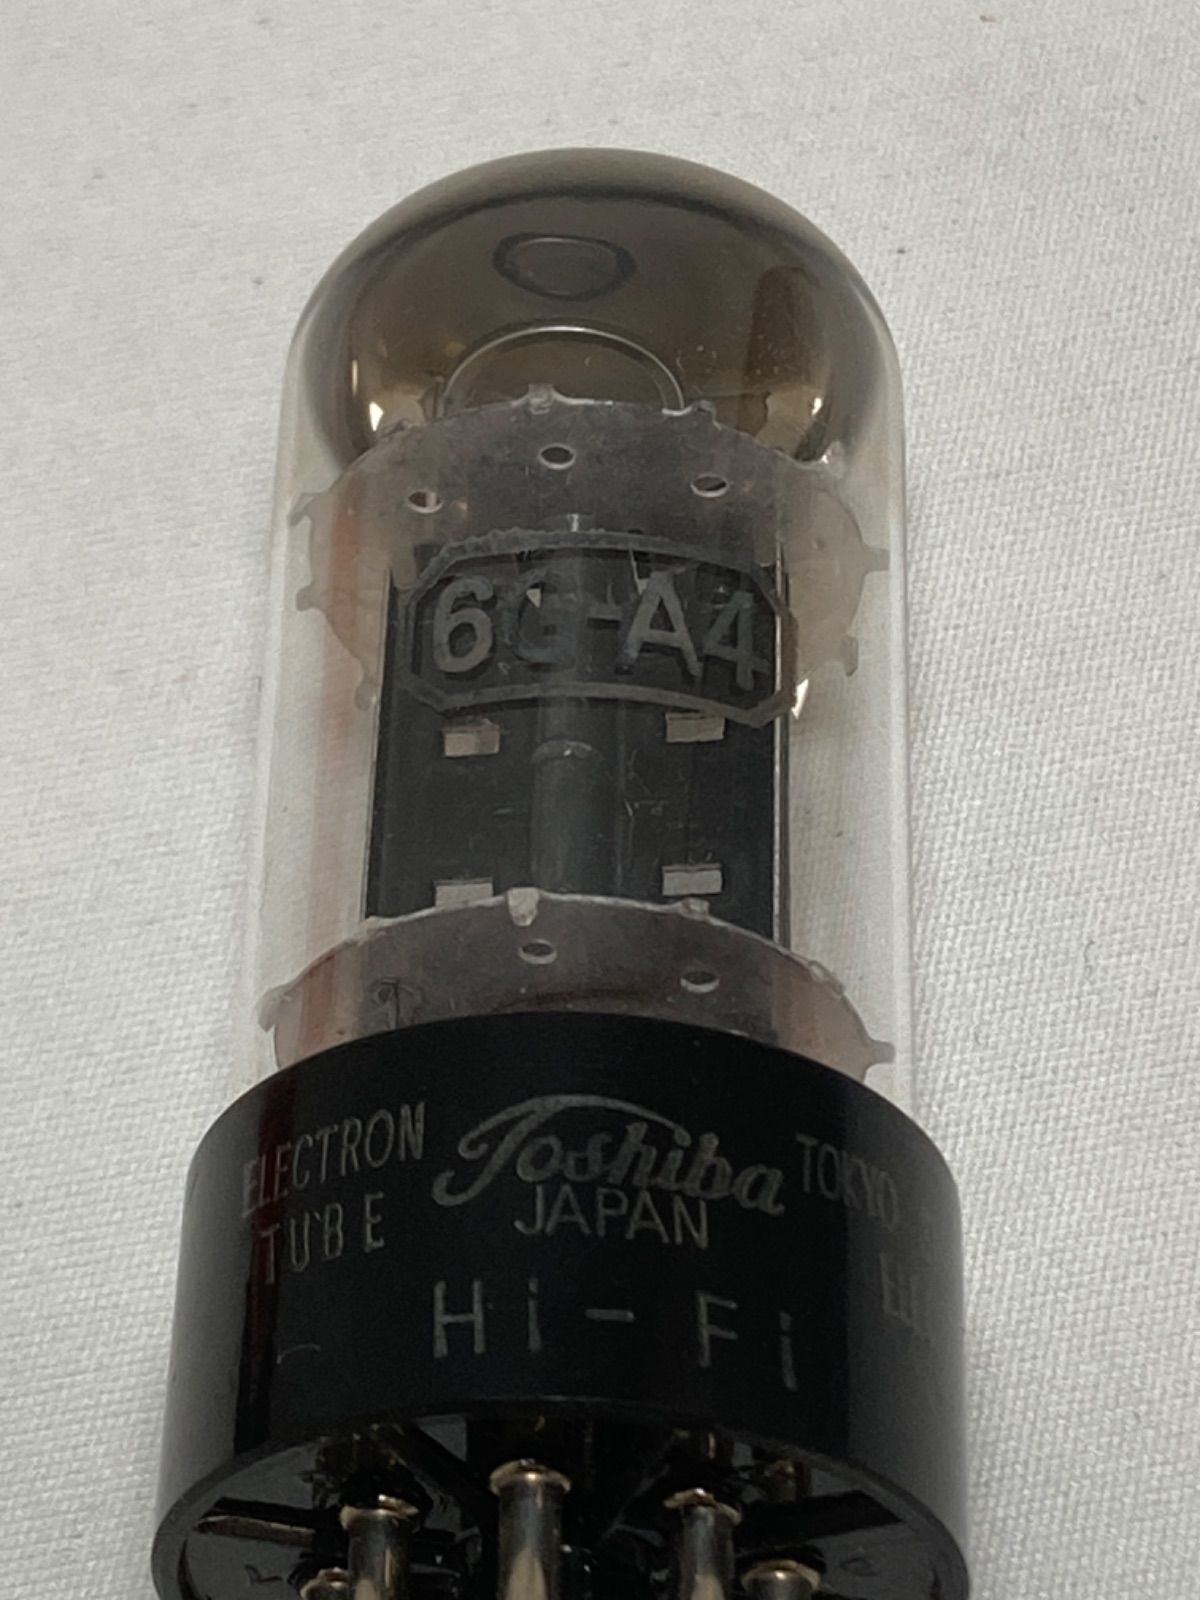 6G-A4
ELECTRON
TUBE
Toshiba
JAPAN
TOKYO
Hi-Fi